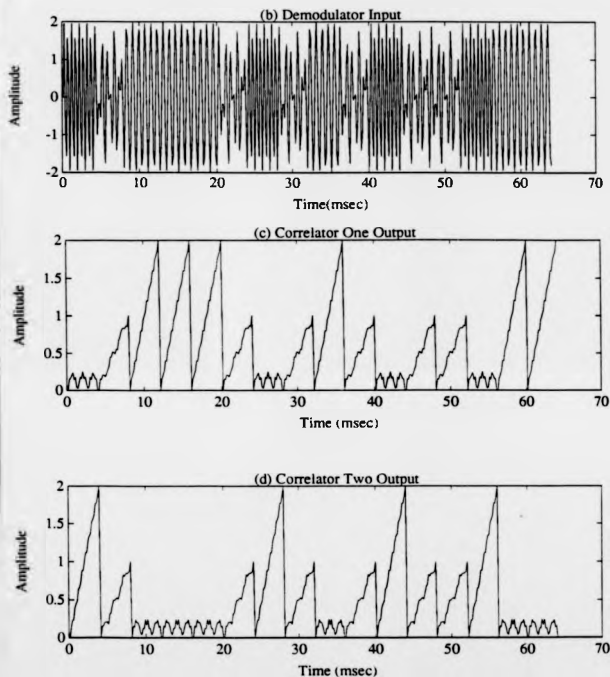 (b) Demodulator Input
2
1
0
-1
-2
Amplitude
0 10 20 30 40 50 60 70
Time(msec)
(c) Correlator One Output
2
1.5
1
0.5
0
Amplitude
0 10 20 30 40 50 60 70
Time (msec)
(d) Correlator Two Output
2
1.5
1
0.5
0
Amplitude
0 10 20 30 40 50 60 70
Time (msec)